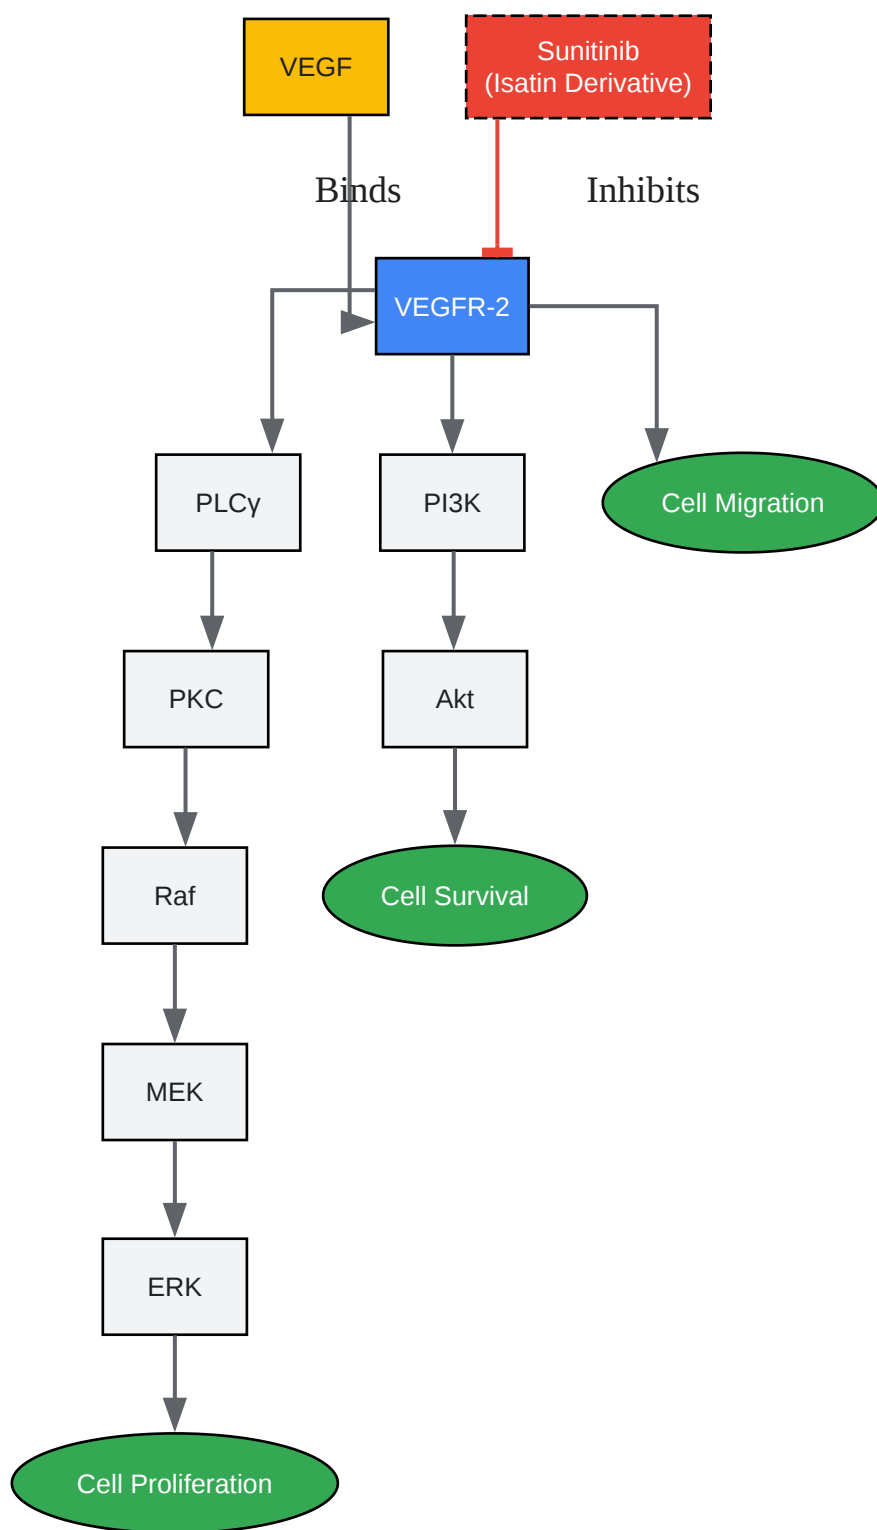 VEGF
Sunitinib
(Isatin Derivative)
Binds
Inhibits
VEGFR-2
PLCγ
PI3K
Cell Migration
PKC
Akt
Raf
Cell Survival
MEK
ERK
Cell Proliferation